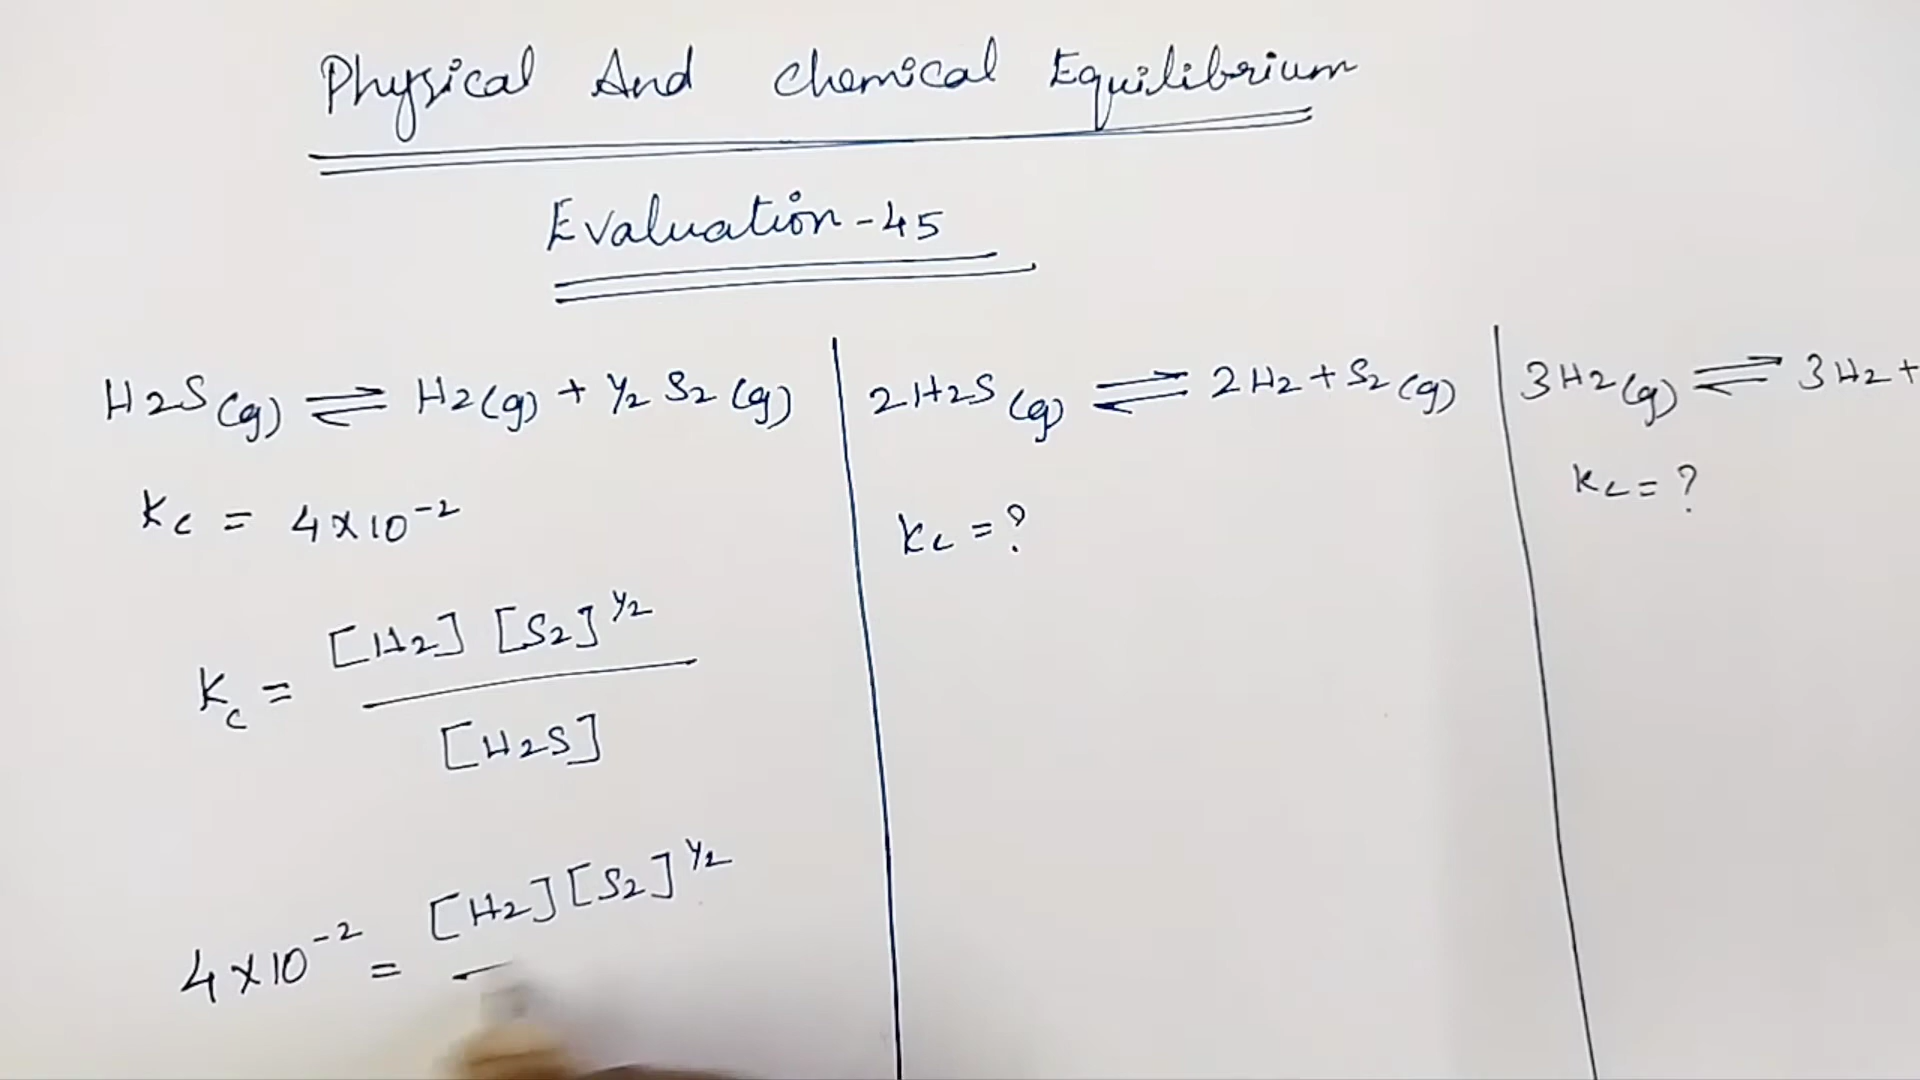 Physical And Chemical Equilibrium
Evaluation-45
H2S(g) ⇌ H2(g) + 1/2 S2(g)
Kc = 4×10^-2
Kc = [H2] [S2]^1/2 / [H2S]
4×10^-2 = [H2][S2]^1/2
2H2S(g) ⇌ 2H2 + S2(g)
Kc = ?
3H2(g) ⇌ 3H2 +
Kc = ?